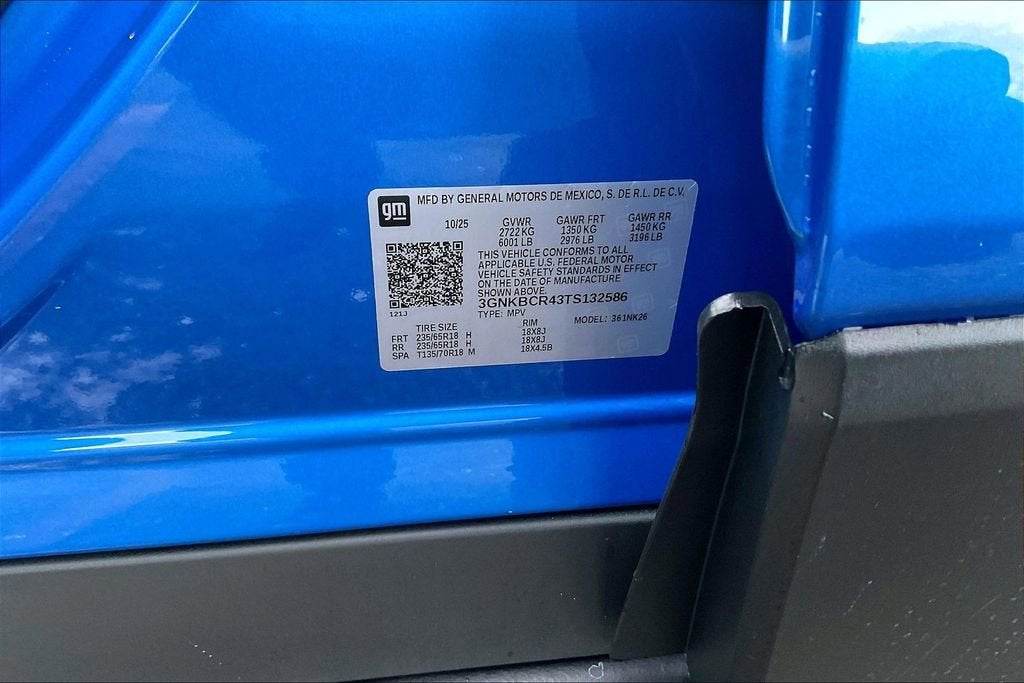 gm MFD BY GENERAL MOTORS DE MEXICO, S. DE R.L. DE C.V.
10/25 GVWR GAWR FRT GAWR RR
2722 KG 1350 KG 1450 KG
6001 LB 2976 LB 3196 LB
THIS VEHICLE CONFORMS TO ALL
APPLICABLE U.S. FEDERAL MOTOR
VEHICLE SAFETY STANDARDS IN EFFECT
ON THE DATE OF MANUFACTURE
SHOWN ABOVE.
3GNKBCR43TS132586
121J
TYPE: MPV MODEL: 361NK26
TIRE SIZE RIM
FRT 235/65R18 H 18X8J
RR 235/65R18 H 18X8J
SPA T135/70R18 M 18X4.5B